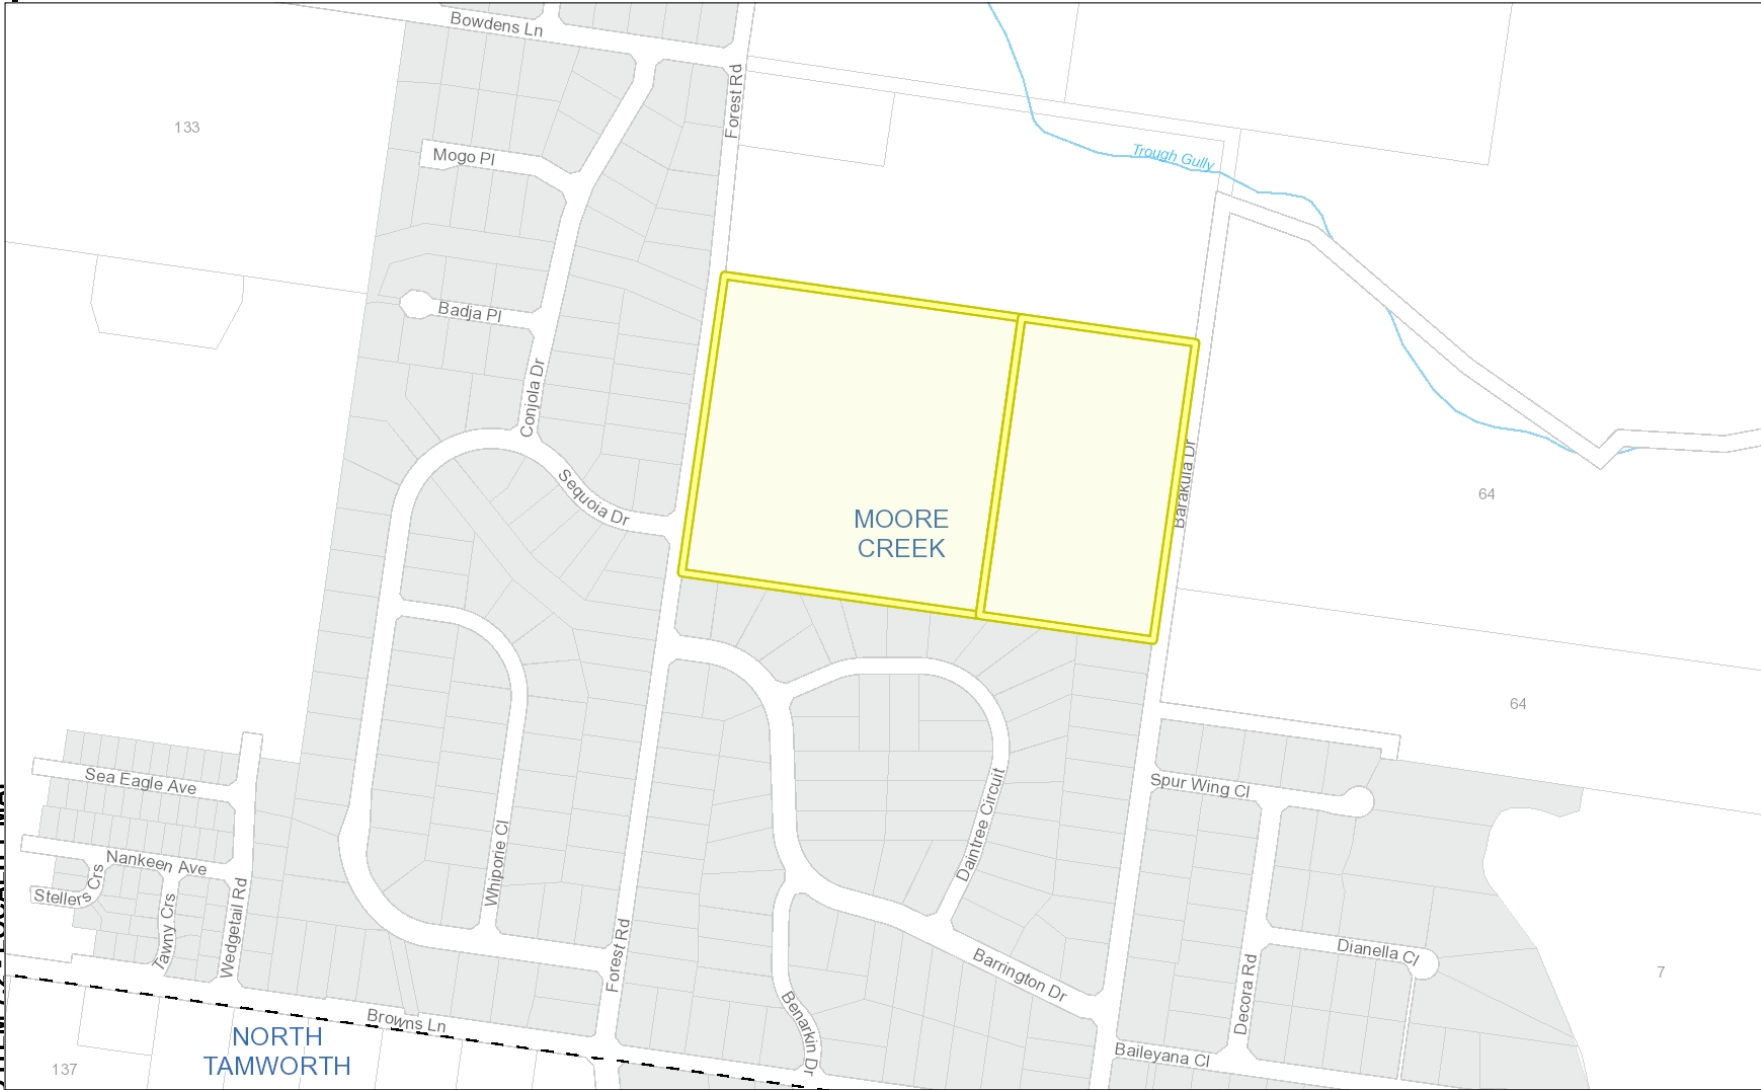 Bowdens Ln
Forest Rd
133
Mogo Pl
Trough Gully
Badja Pl
Conjola Dr
Sequoia Dr
Barakula Dr
64
MOORE
CREEK
64
Sea Eagle Ave
Spur Wing Cl
Nankeen Ave
Stellers Crs
Tawny Crs
Wedgetail Rd
Whiporie Cl
Daintree Circuit
Forest Rd
Barrington Dr
Dianella Cl
Decora Rd
7
Benarkin Dr
Browns Ln
NORTH
TAMWORTH
Baileyana Cl
137